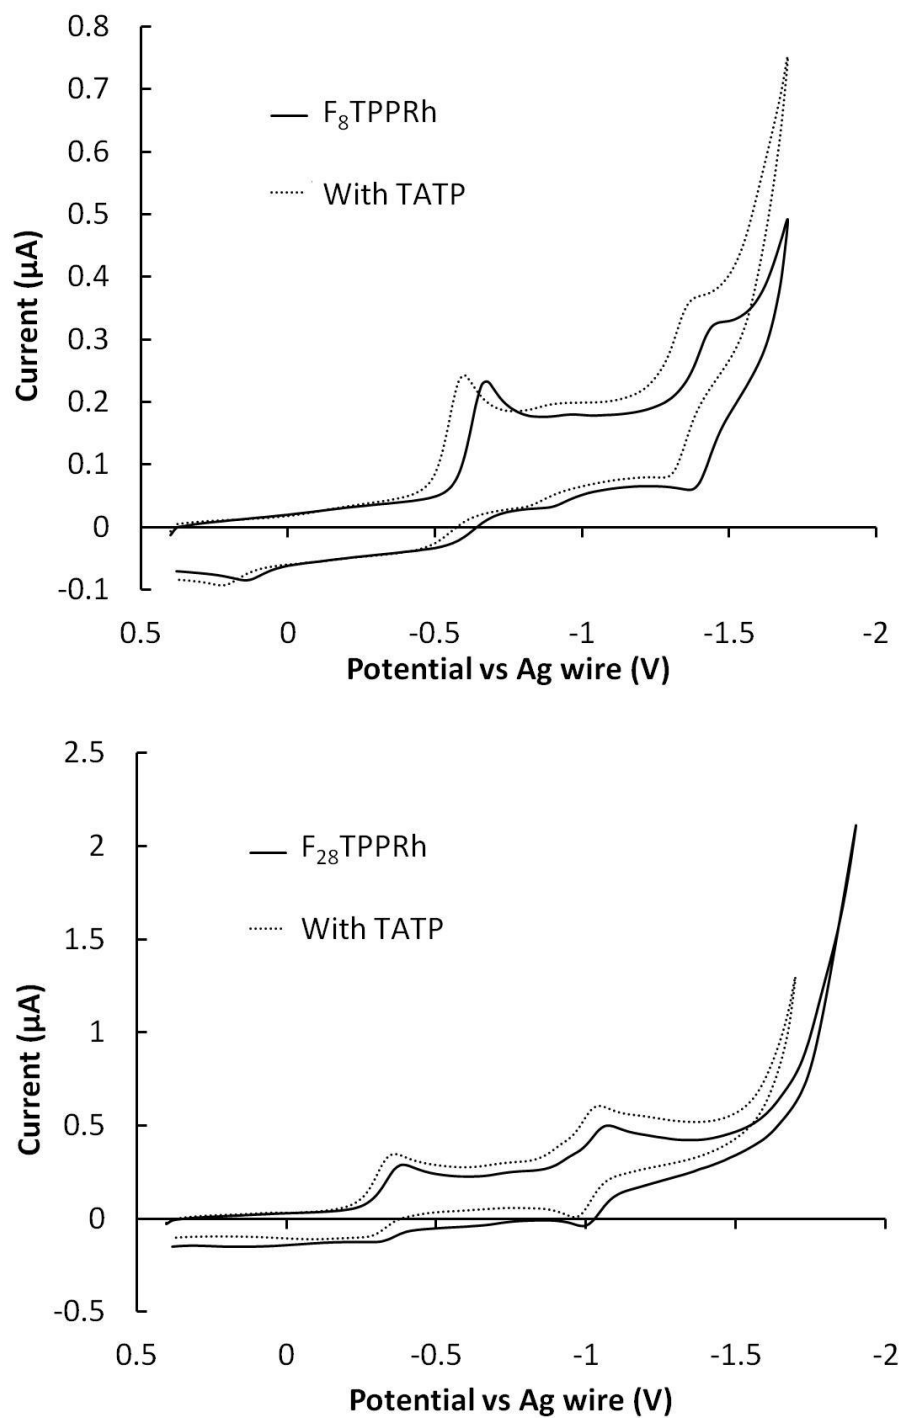 0.8
0.7
0.6
0.5
0.4
0.3
0.2
0.1
0
-0.1
Current (µA)
F₈TPPRh
With TATP
0.5 0 -0.5 -1 -1.5 -2
Potential vs Ag wire (V)
2.5
2
1.5
1
0.5
0
-0.5
Current (µA)
F₂₈TPPRh
With TATP
0.5 0 -0.5 -1 -1.5 -2
Potential vs Ag wire (V)